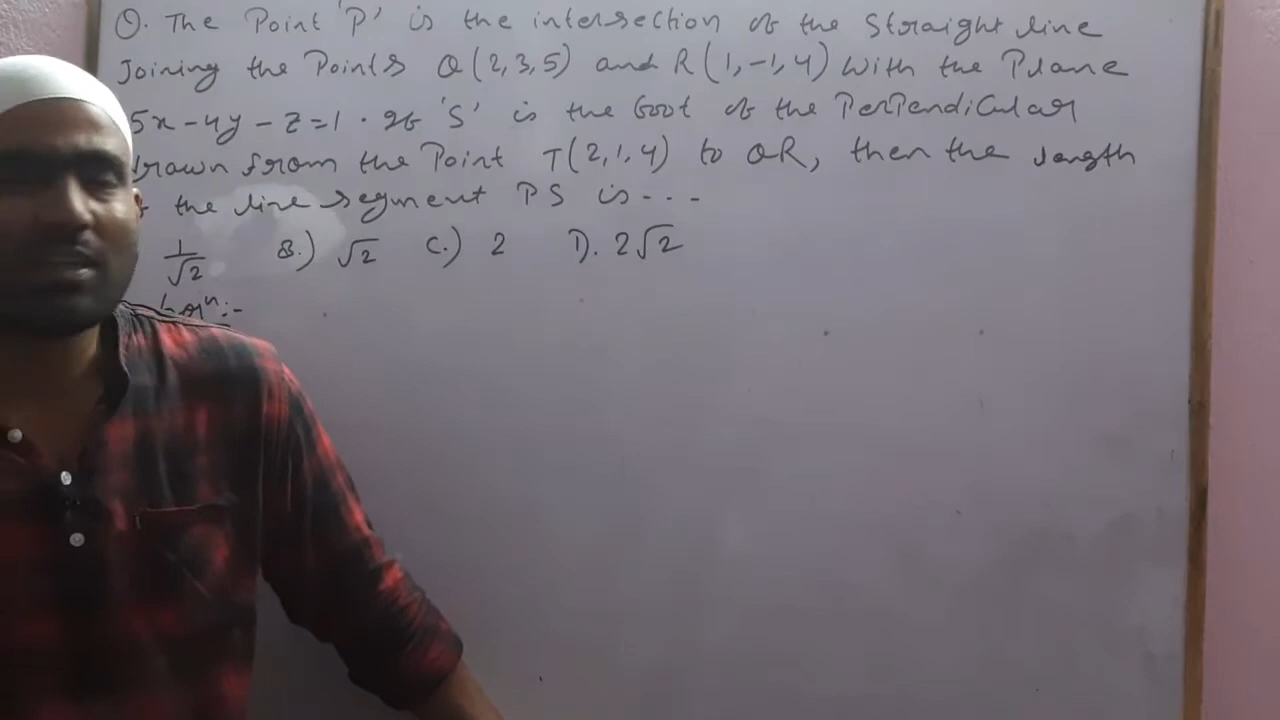 Q. The Point 'P' is the intersection of the Straight line
Joining the Points Q(2,3,5) and R(1,-1,4) With the Plane
5x-4y-z=1. If 'S' is the foot of the Perpendicular
drawn from the Point T(2,1,4) to QR, then the length
the line segment PS is...
1/√2 B.) √2 C.) 2 D). 2√2
Solⁿ:-